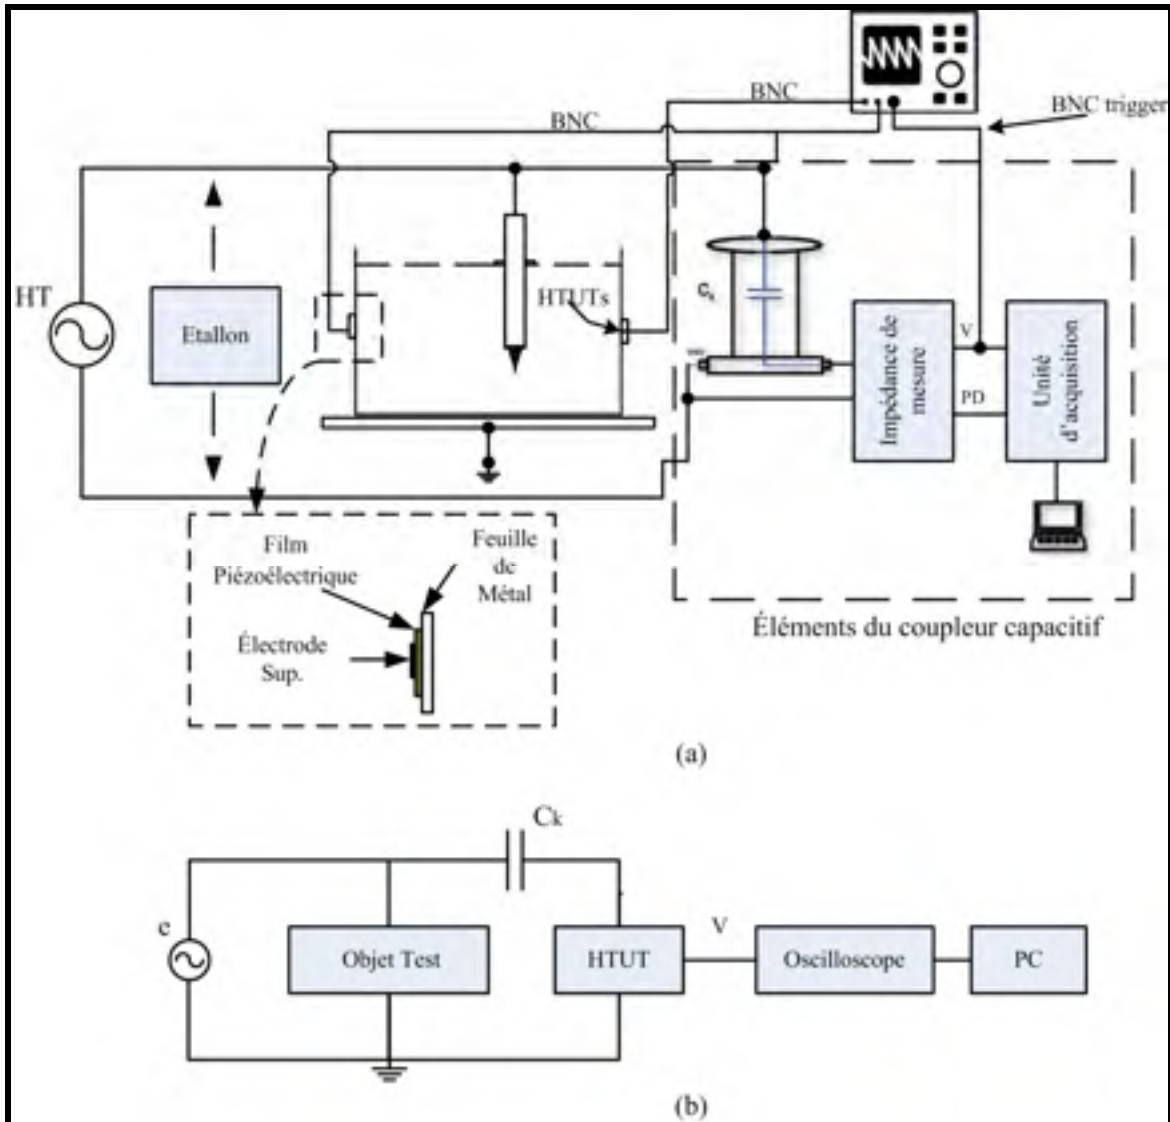 BNC
BNC trigger
BNC
HT
Etallon
HTUTs
Impédance de
mesure
V
PD
Unité
d'acquisition
Film
Piézoélectrique
Feuille
de
Métal
Électrode
Sup.
Éléments du coupleur capacitif
(a)
Ck
e
Objet Test
HTUT
V
Oscilloscope
PC
(b)